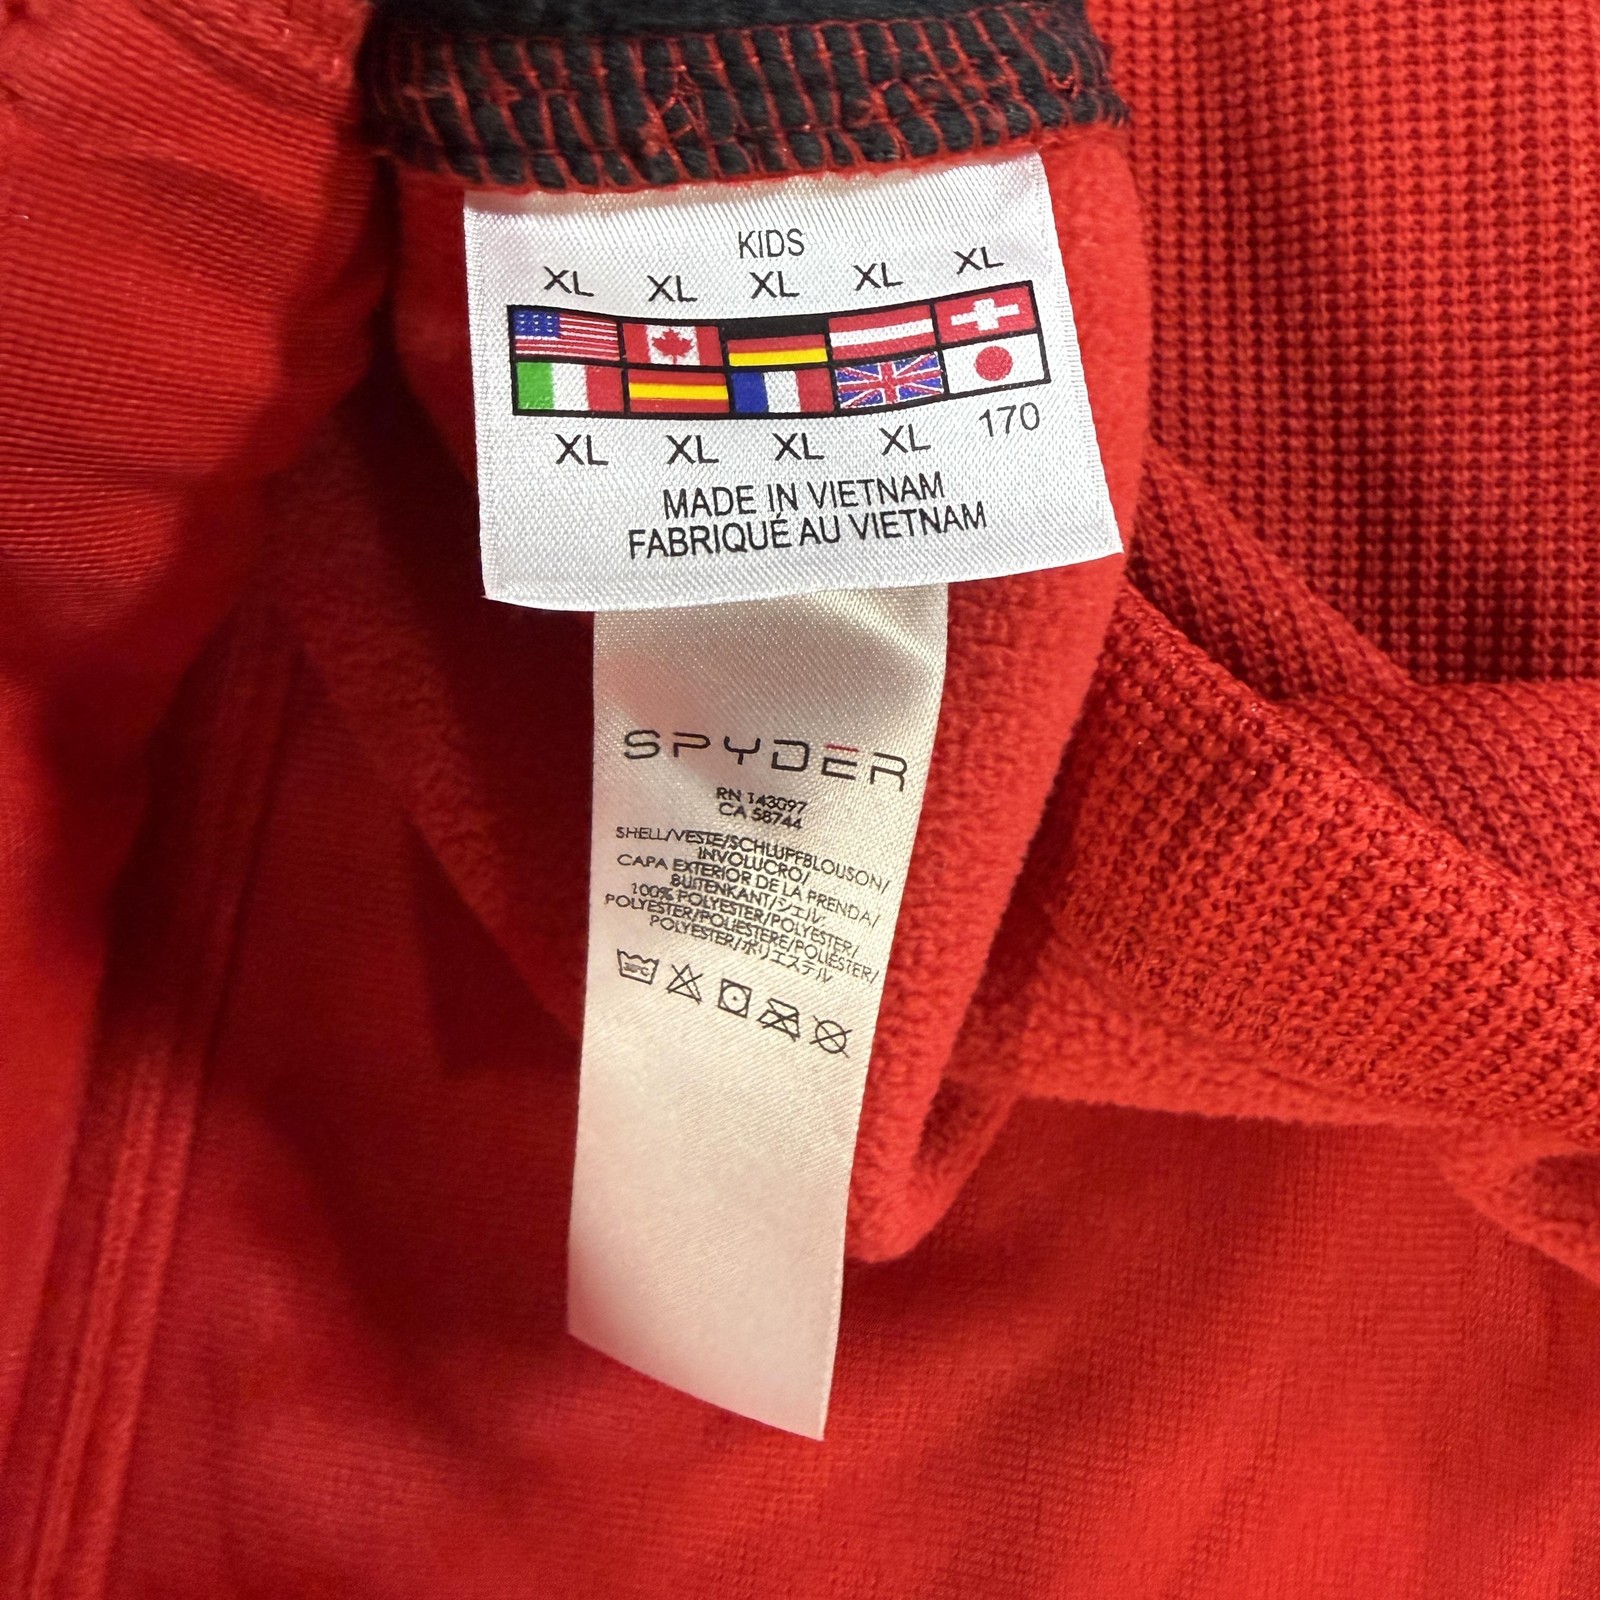 KIDS
XL XL XL XL XL
XL XL XL XL 170
MADE IN VIETNAM
FABRIQUÉ AU VIETNAM
SPYDER
RN 143097
CA 58744
SHELL/VESTE/SCHLUPFBLOUSON/
INVOLUCRO/
CAPA EXTERIOR DE LA PRENDA/
BUITENKANT/シェル
100% POLYESTER/POLYESTER/
POLYESTER/POLIESTERE/POLIESTER/
POLYESTER/ポリエステル
30°C